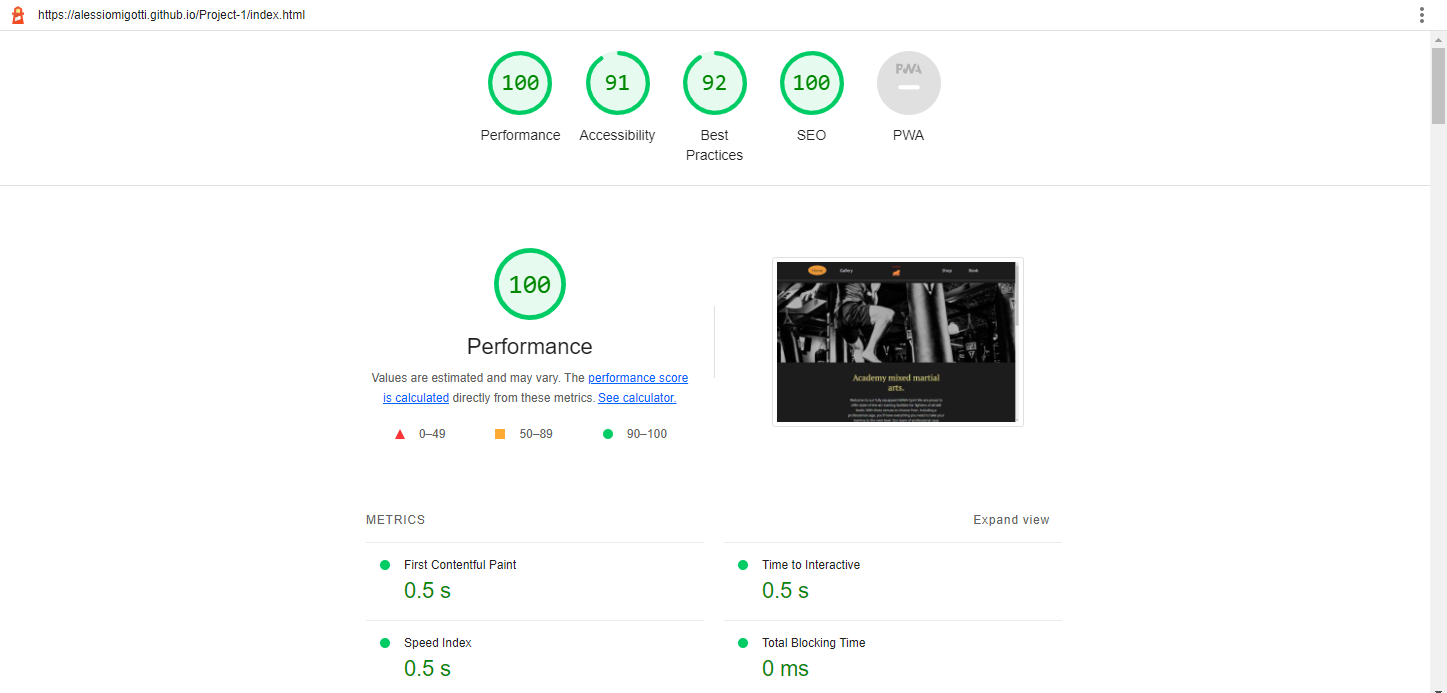 https://alessiomigotti.github.io/Project-1/index.html
100
91
92
100
PWA
Performance
Accessibility
Best
Practices
SEO
PWA
100
Performance
Values are estimated and may vary. The performance score
is calculated directly from these metrics. See calculator.
0–49
50–89
90–100
Home
Gallery
Shop
Book
Academy mixed martial
arts.
METRICS
Expand view
First Contentful Paint
0.5 s
Time to Interactive
0.5 s
Speed Index
0.5 s
Total Blocking Time
0 ms